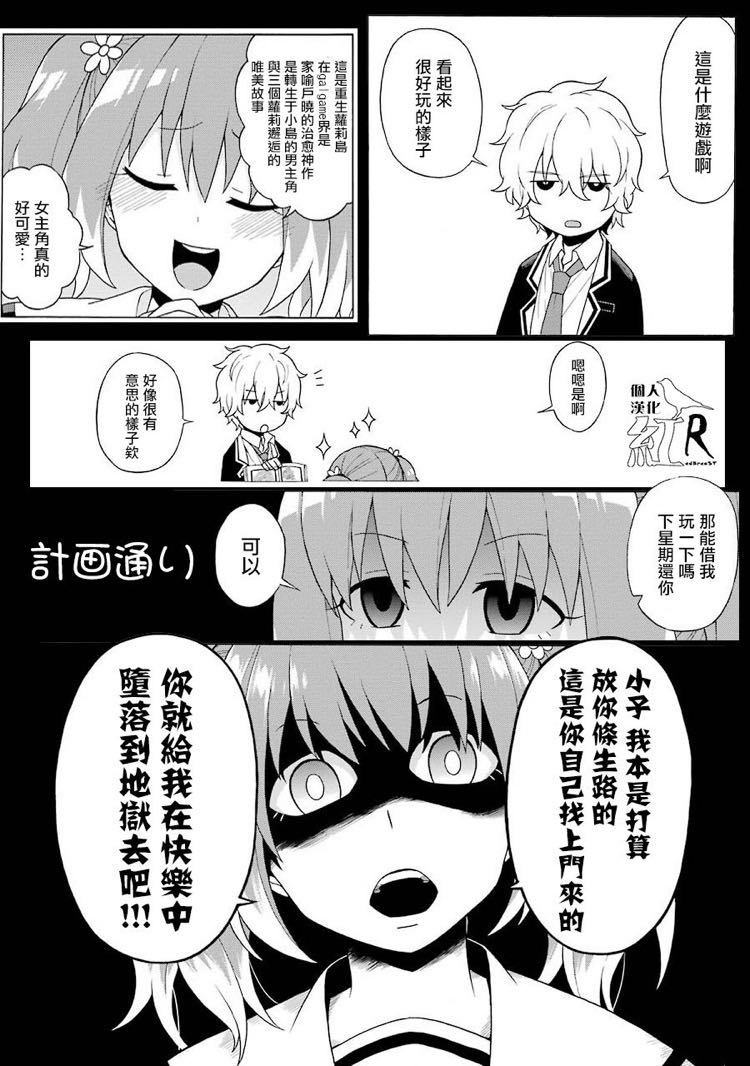 這是什麼遊戲啊
看起來
很好玩的樣子
這是重生蘿莉島
在galgame界是
家喻戶曉的治愈神作
是轉生于小島的男主角
與三個蘿莉邂逅的
唯美故事
女主角真的
好可愛…
個人
漢化
紅R
嗯嗯是啊
好像很有
意思的樣子欸
那能借我
玩一下嗎
下星期還你
可以
計画通り
小子 我本是打算
放你條生路的
這是你自己找上門來的
你就給我在快樂中
墮落到地獄去吧!!!